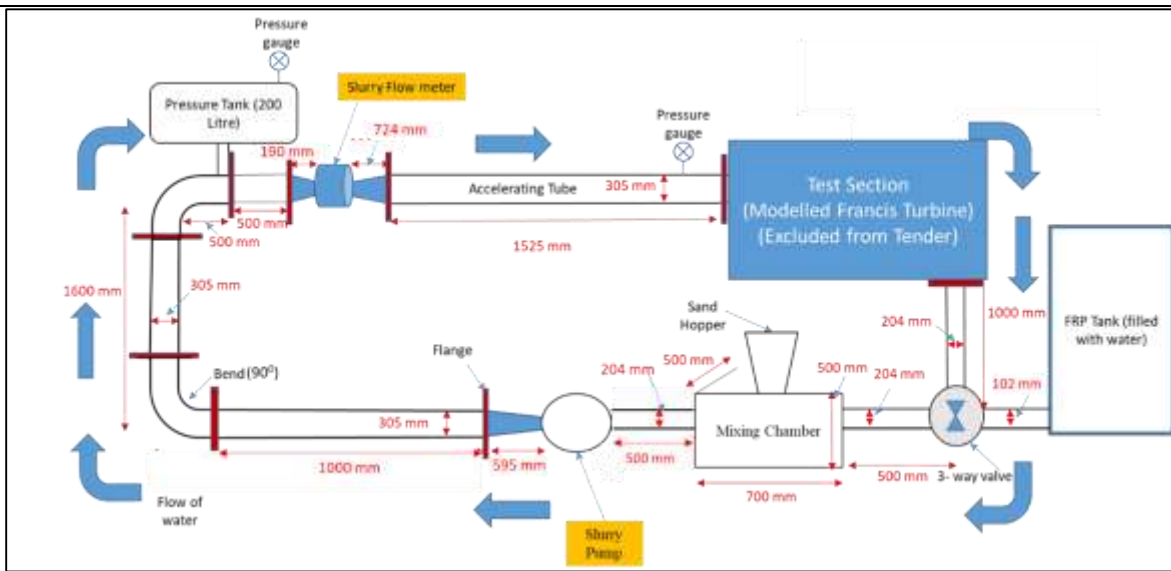 Pressure
gauge
Slurry Flow meter
Pressure Tank (200
Litre)
724 mm
190 mm
Pressure
gauge
Accelerating Tube
305 mm
Test Section
(Modelled Francis Turbine)
(Excluded from Tender)
500 mm
500 mm
1525 mm
1600 mm
305 mm
Sand
Hopper
1000 mm
FRP Tank (filled
with water)
204 mm
Flange
500 mm
Bend (90⁰)
204 mm
500 mm
204 mm
102 mm
305 mm
Mixing Chamber
500 mm
1000 mm
595 mm
500 mm
3- way valve
700 mm
Flow of
water
Slurry
Pump